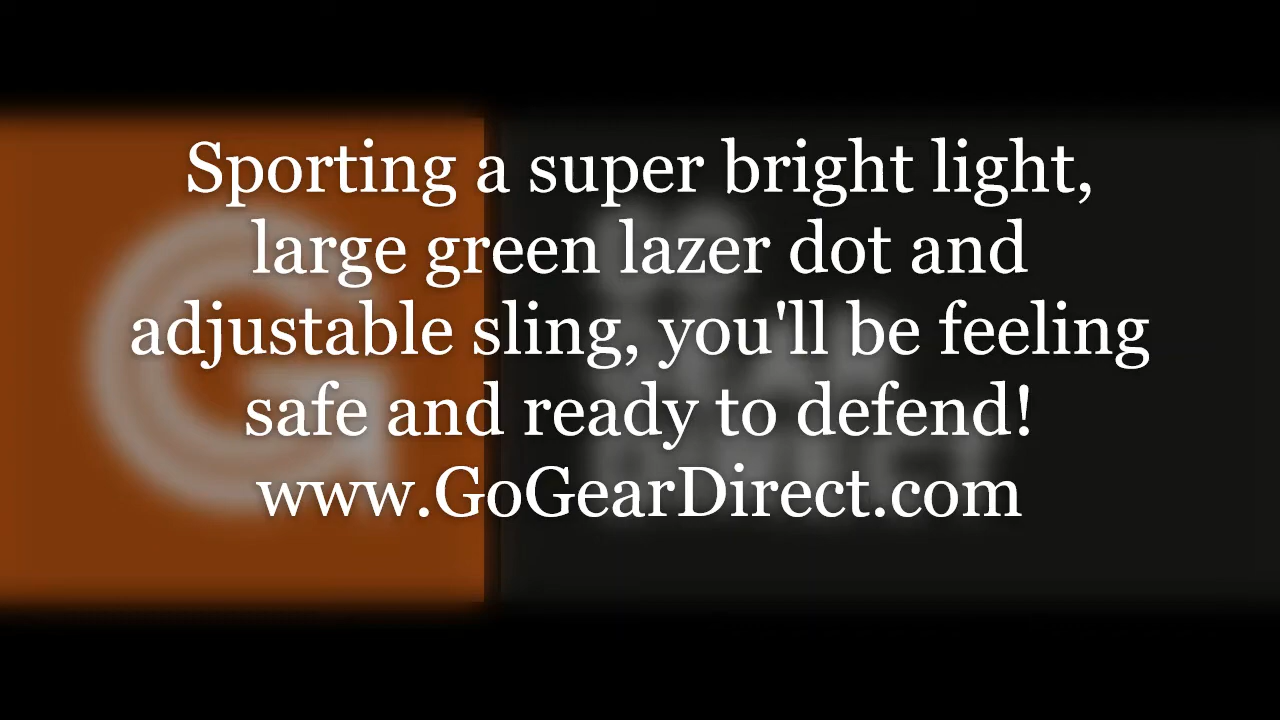 Sporting a super bright light,
large green lazer dot and
adjustable sling, you'll be feeling
safe and ready to defend!
www.GoGearDirect.com